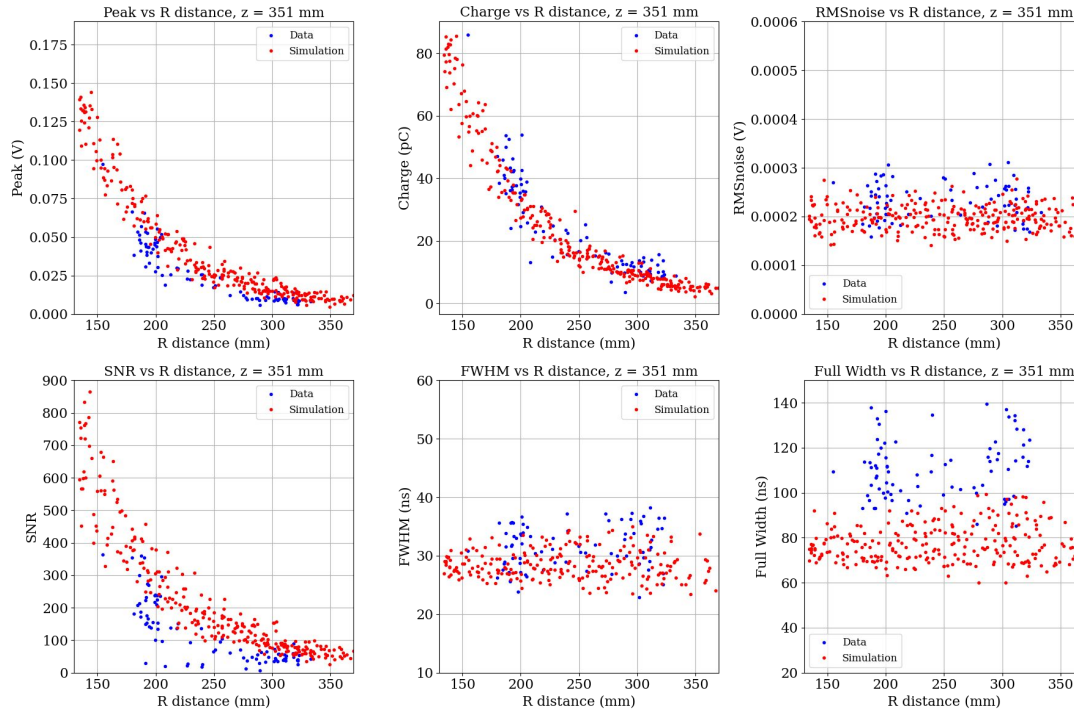 Peak vs R distance, z = 351 mm
Data
Simulation
0.175
0.150
0.125
0.100
0.075
0.050
0.025
0.000
Peak (V)
150 200 250 300 350
R distance (mm)
Charge vs R distance, z = 351 mm
Data
Simulation
80
60
40
20
0
Charge (pC)
150 200 250 300 350
R distance (mm)
RMSnoise vs R distance, z = 351 mm
0.0006
0.0005
0.0004
0.0003
0.0002
0.0001
0.0000
RMSnoise (V)
Data
Simulation
150 200 250 300 350
R distance (mm)
SNR vs R distance, z = 351 mm
Data
Simulation
900
800
700
600
500
400
300
200
100
0
SNR
150 200 250 300 350
R distance (mm)
FWHM vs R distance, z = 351 mm
Data
Simulation
60
50
40
30
20
10
FWHM (ns)
150 200 250 300 350
R distance (mm)
Full Width vs R distance, z = 351 mm
140
120
100
80
60
40
20
Full Width (ns)
Data
Simulation
150 200 250 300 350
R distance (mm)